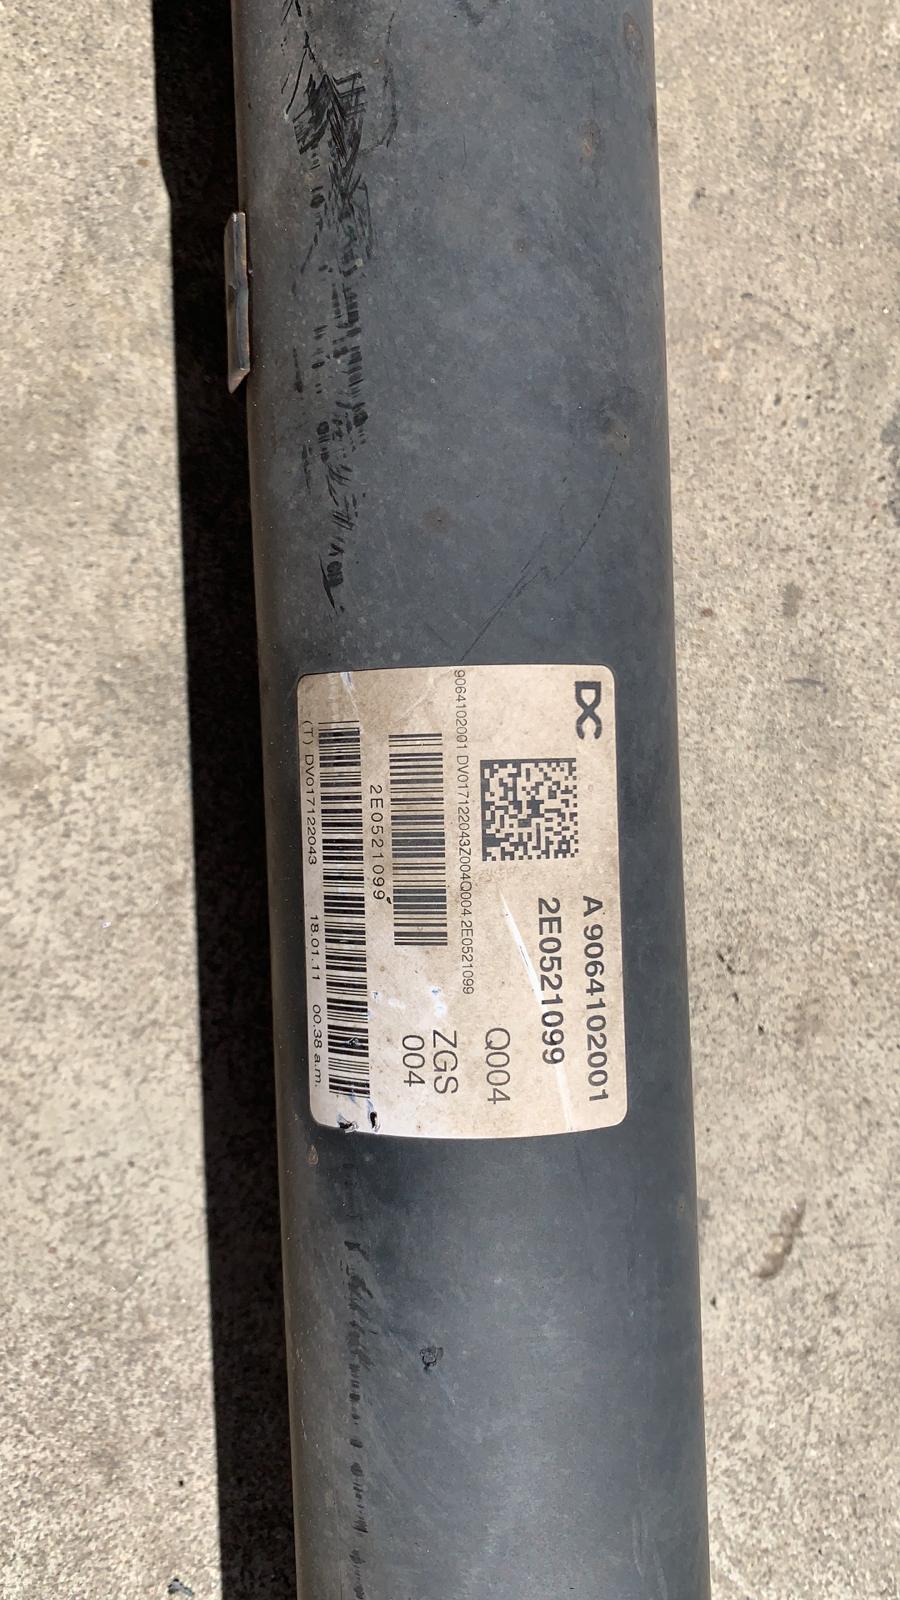 DC
A 9064102001
2E0521099
Q004
9064102001 DV017122043Z004Q004 2E0521099
ZGS
004
2E0521099
(T) DV017122043 18.01.11 00.38 a.m.